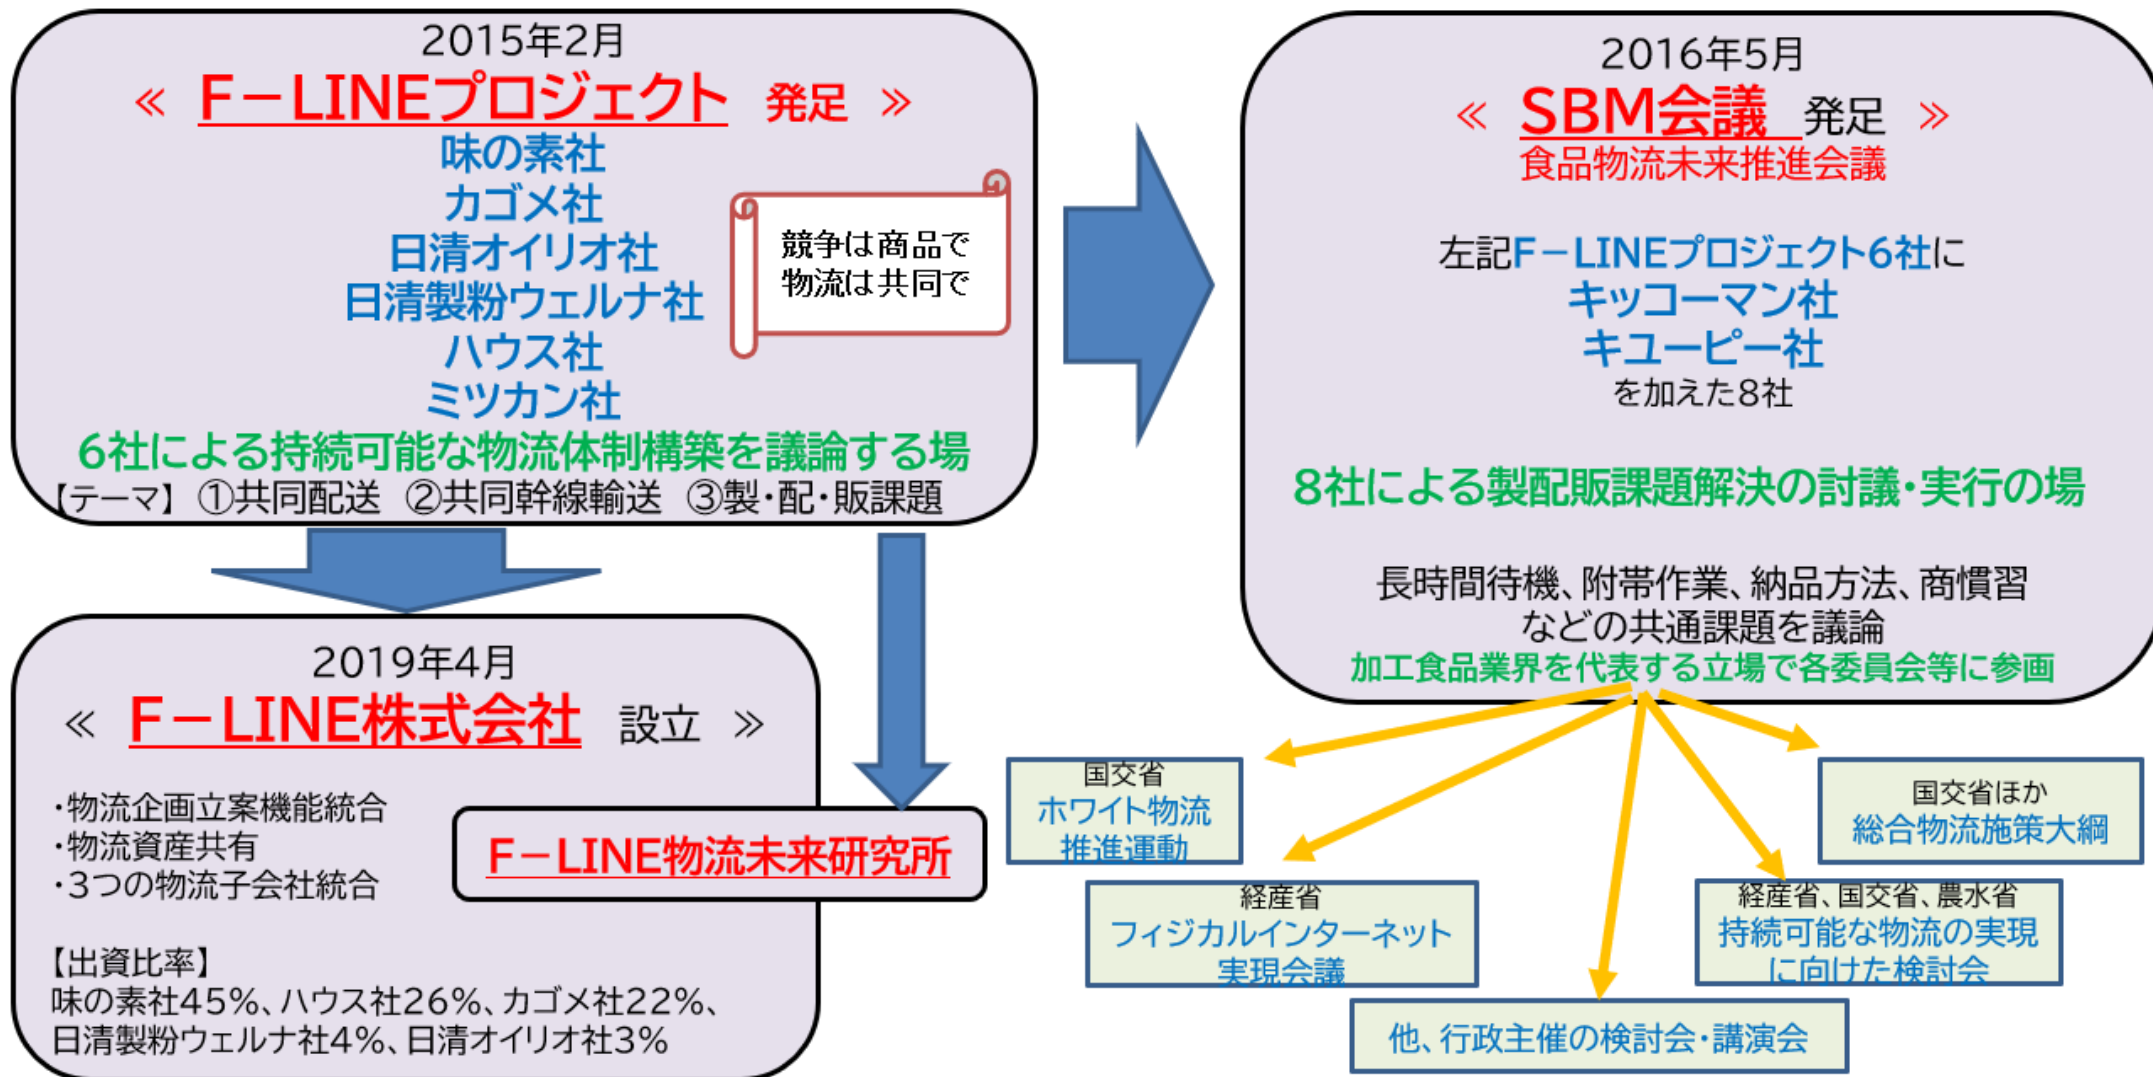 2015年2月
≪ F－LINEプロジェクト 発足 ≫
味の素社
カゴメ社
日清オイリオ社
日清製粉ウェルナ社
ハウス社
ミツカン社
競争は商品で
物流は共同で
6社による持続可能な物流体制構築を議論する場
【テーマ】 ①共同配送 ②共同幹線輸送 ③製・配・販課題
2016年5月
≪ SBM会議 発足 ≫
食品物流未来推進会議
左記F－LINEプロジェクト6社に
キッコーマン社
キユーピー社
を加えた8社
8社による製配販課題解決の討議・実行の場
長時間待機、附帯作業、納品方法、商慣習
などの共通課題を議論
加工食品業界を代表する立場で各委員会等に参画
2019年4月
≪ F－LINE株式会社 設立 ≫
・物流企画立案機能統合
・物流資産共有
・3つの物流子会社統合
【出資比率】
味の素社45%、ハウス社26%、カゴメ社22%、
日清製粉ウェルナ社4%、日清オイリオ社3%
F－LINE物流未来研究所
国交省
ホワイト物流
推進運動
経産省
フィジカルインターネット
実現会議
他、行政主催の検討会・講演会
経産省、国交省、農水省
持続可能な物流の実現
に向けた検討会
国交省ほか
総合物流施策大綱